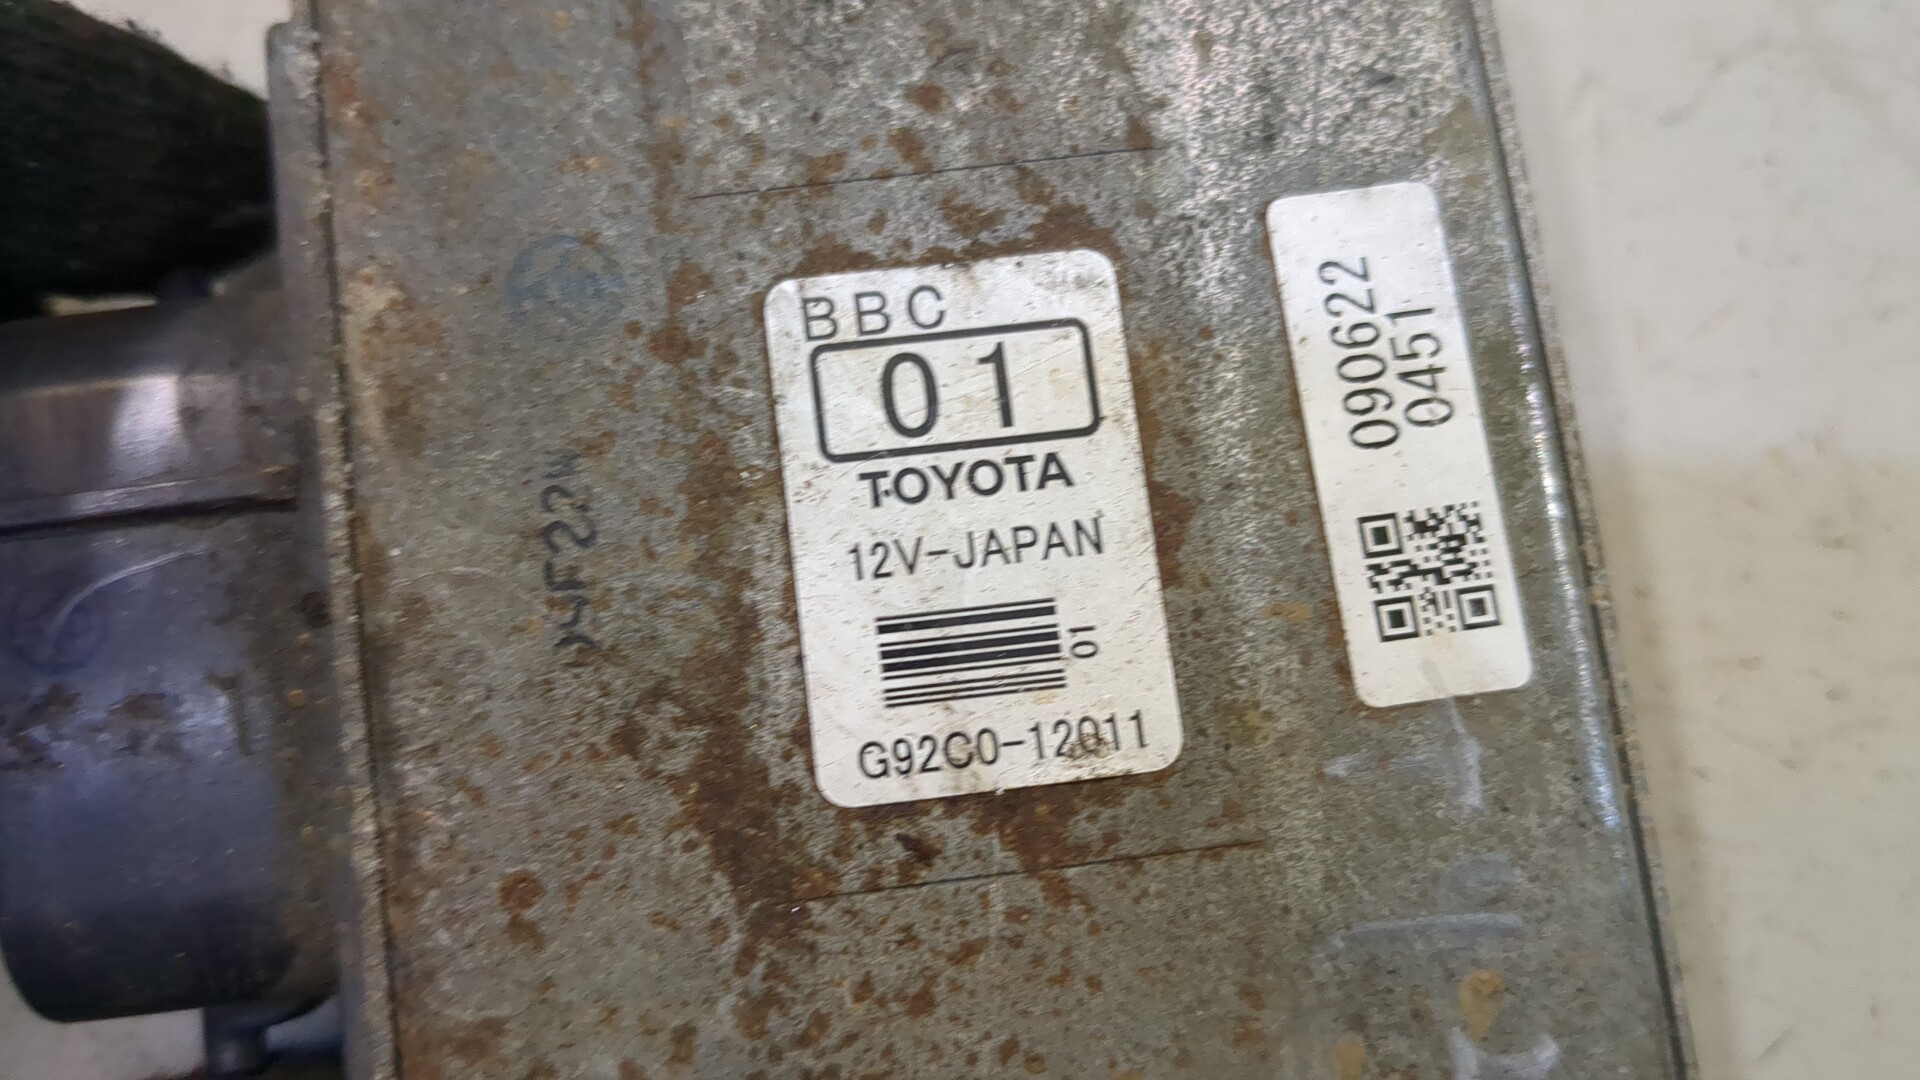 BBC
01
TOYOTA
12V-JAPAN
01
G92C0-12011
090622
0451